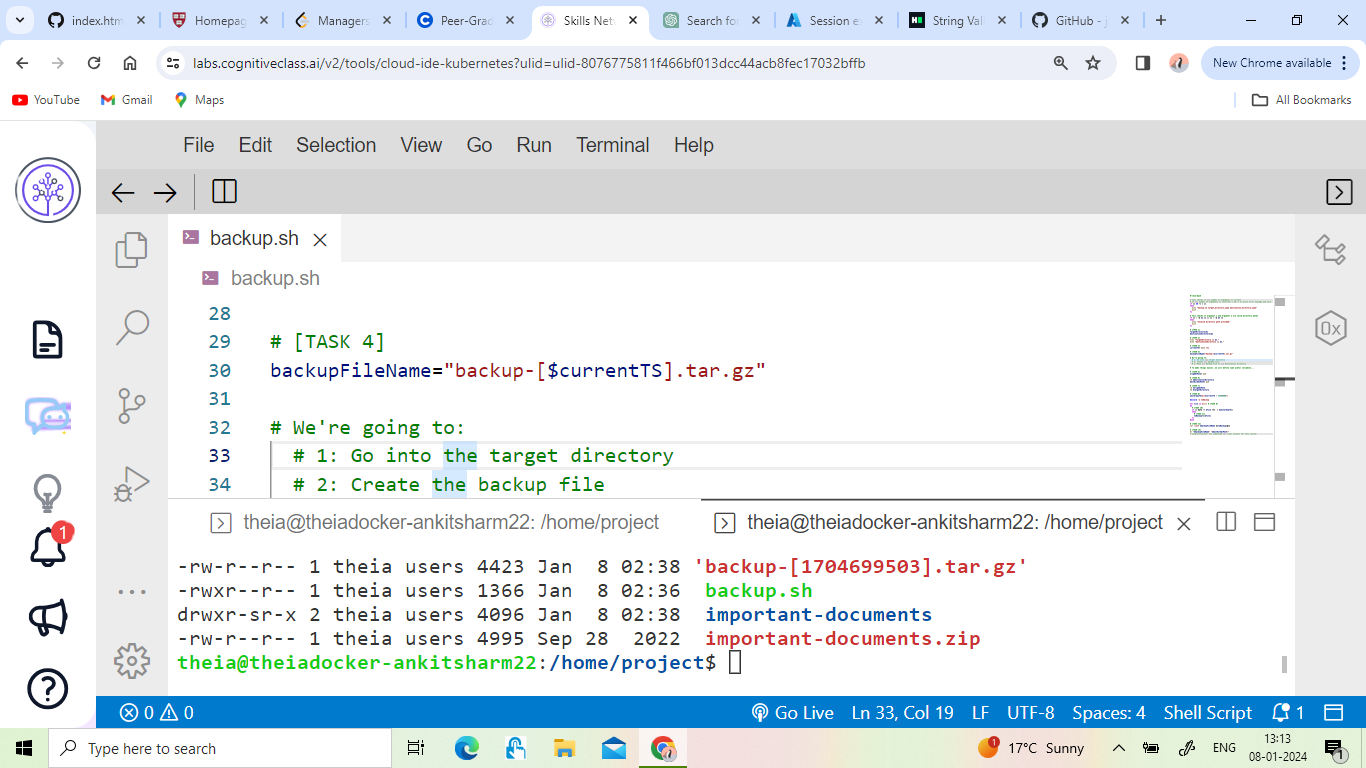 index.htm
Homepag
Managers
Peer-Grad
Skills Net
Search fo
Session e
String Vali
GitHub - j
labs.cognitiveclass.ai/v2/tools/cloud-ide-kubernetes?ulid=ulid-8076775811f466bf013dcc44acb8fec17032bffb
New Chrome available
YouTube
Gmail
Maps
All Bookmarks
File Edit Selection View Go Run Terminal Help
backup.sh
backup.sh
28
29 # [TASK 4]
30 backupFileName="backup-[$currentTS].tar.gz"
31
32 # We're going to:
33 # 1: Go into the target directory
34 # 2: Create the backup file
theia@theiadocker-ankitsharm22: /home/project
theia@theiadocker-ankitsharm22: /home/project
-rw-r--r-- 1 theia users 4423 Jan 8 02:38 'backup-[1704699503].tar.gz'
-rwxr--r-- 1 theia users 1366 Jan 8 02:36 backup.sh
drwxr-sr-x 2 theia users 4096 Jan 8 02:38 important-documents
-rw-r--r-- 1 theia users 4995 Sep 28 2022 important-documents.zip
theia@theiadocker-ankitsharm22:/home/project$
1
0x
0 0
Go Live Ln 33, Col 19 LF UTF-8 Spaces: 4 Shell Script 1
Type here to search
1
17°C Sunny
ENG
13:13
08-01-2024
1